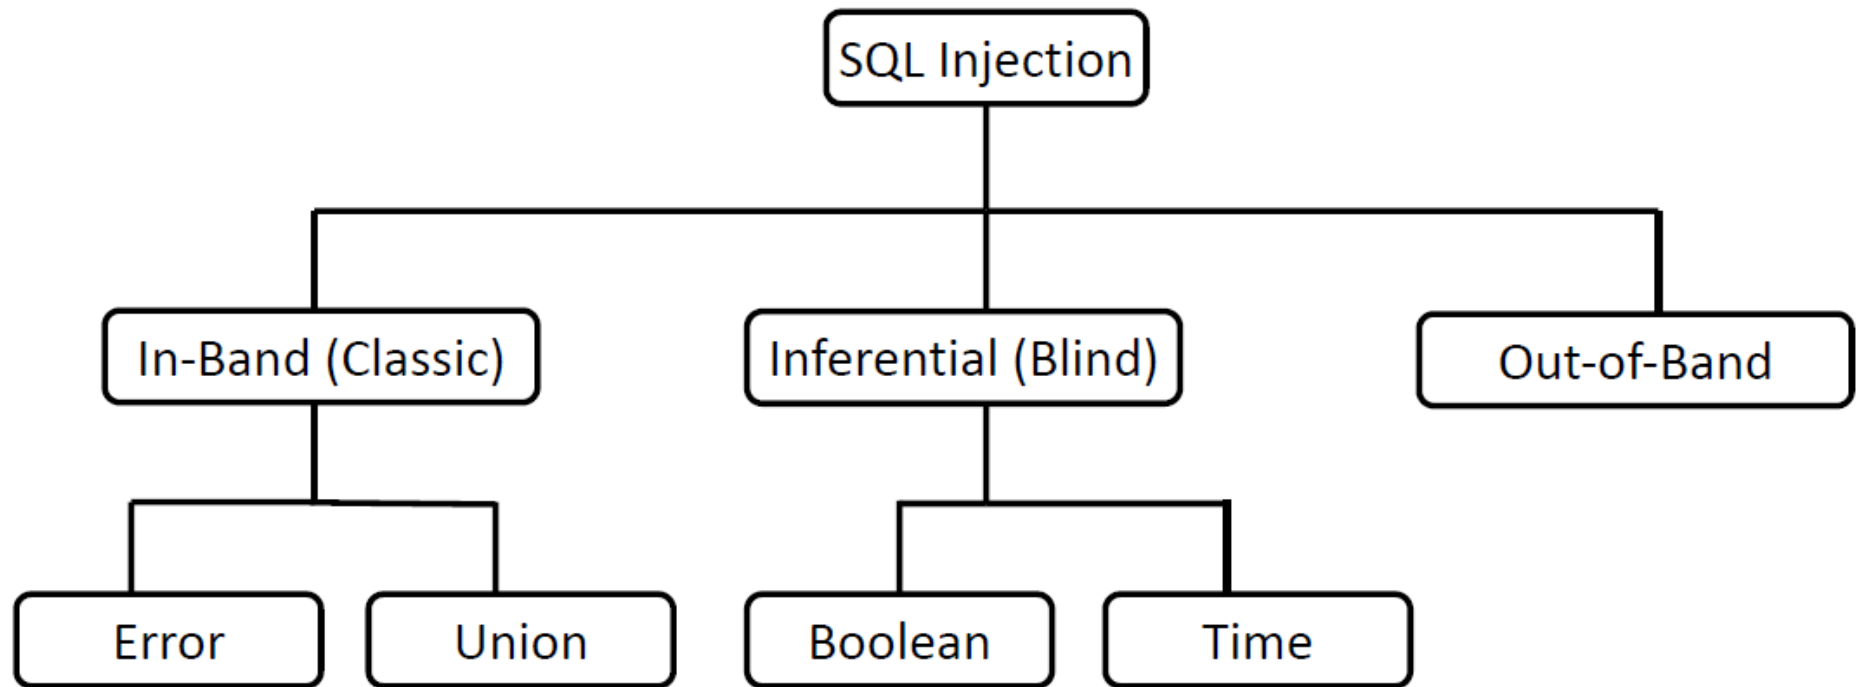 SQL Injection
In-Band (Classic)
Inferential (Blind)
Out-of-Band
Error
Union
Boolean
Time